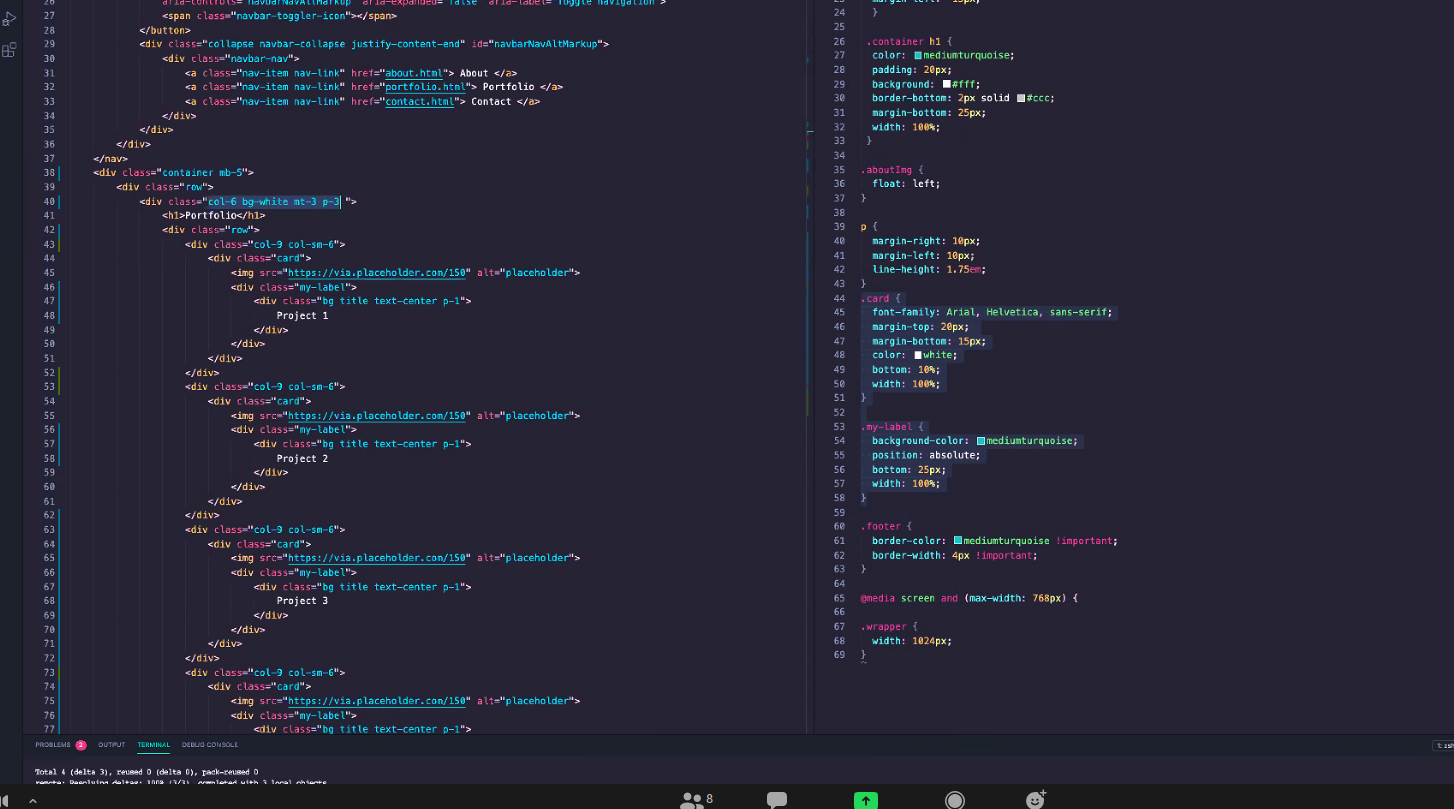 26 aria-controls="navbarNavAltMarkup" aria-expanded="false" aria-label="Toggle navigation">
27 <span class="navbar-toggler-icon"></span>
28 </button>
29 <div class="collapse navbar-collapse justify-content-end" id="navbarNavAltMarkup">
30 <div class="navbar-nav">
31 <a class="nav-item nav-link" href="about.html"> About </a>
32 <a class="nav-item nav-link" href="portfolio.html"> Portfolio </a>
33 <a class="nav-item nav-link" href="contact.html"> Contact </a>
34 </div>
35 </div>
36 </div>
37 </nav>
38 <div class="container mb-5">
39 <div class="row">
40 <div class="col-6 bg-white mt-3 p-3 ">
41 <h1>Portfolio</h1>
42 <div class="row">
43 <div class="col-9 col-sm-6">
44 <div class="card">
45 <img src="https://via.placeholder.com/150" alt="placeholder">
46 <div class="my-label">
47 <div class="bg title text-center p-1">
48 Project 1
49 </div>
50 </div>
51 </div>
52 </div>
53 <div class="col-9 col-sm-6">
54 <div class="card">
55 <img src="https://via.placeholder.com/150" alt="placeholder">
56 <div class="my-label">
57 <div class="bg title text-center p-1">
58 Project 2
59 </div>
60 </div>
61 </div>
62 </div>
63 <div class="col-9 col-sm-6">
64 <div class="card">
65 <img src="https://via.placeholder.com/150" alt="placeholder">
66 <div class="my-label">
67 <div class="bg title text-center p-1">
68 Project 3
69 </div>
70 </div>
71 </div>
72 </div>
73 <div class="col-9 col-sm-6">
74 <div class="card">
75 <img src="https://via.placeholder.com/150" alt="placeholder">
76 <div class="my-label">
77 <div class="bg title text-center p-1">
24 }
25
26 .container h1 {
27 color: mediumturquoise;
28 padding: 20px;
29 background: #fff;
30 border-bottom: 2px solid #ccc;
31 margin-bottom: 25px;
32 width: 100%;
33 }
34
35 .aboutImg {
36 float: left;
37 }
38
39 p {
40 margin-right: 10px;
41 margin-left: 10px;
42 line-height: 1.75em;
43 }
44 .card {
45 font-family: Arial, Helvetica, sans-serif;
46 margin-top: 20px;
47 margin-bottom: 15px;
48 color: white;
49 bottom: 10%;
50 width: 100%;
51 }
52
53 .my-label {
54 background-color: mediumturquoise;
55 position: absolute;
56 bottom: 25px;
57 width: 100%;
58 }
59
60 .footer {
61 border-color: mediumturquoise !important;
62 border-width: 4px !important;
63 }
64
65 @media screen and (max-width: 768px) {
66
67 .wrapper {
68 width: 1024px;
69 }
PROBLEMS 2 OUTPUT TERMINAL DEBUG CONSOLE
1: zsh
Total 4 (delta 3), reused 0 (delta 0), pack-reused 0
remote: Resolving deltas: 100% (3/3), completed with 3 local objects.
8